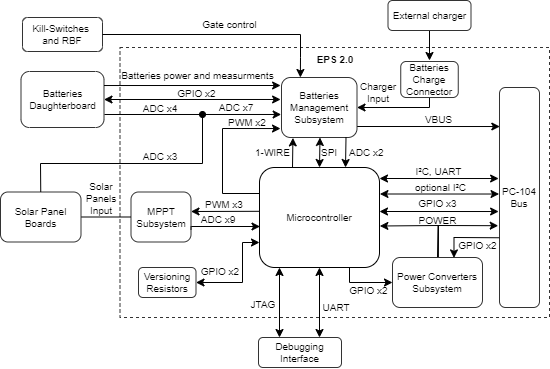 External charger
Kill-Switches
and RBF
Gate control
EPS 2.0
Batteries
Charge
Connector
Batteries power and measurments
Batteries
Daughterboard
GPIO x2
ADC x4
ADC x7
PWM x2
Batteries
Management
Subsystem
Charger
Input
VBUS
1-WIRE
SPI
ADC x2
ADC x3
Solar
Panels
Input
Solar Panel
Boards
MPPT
Subsystem
PWM x3
ADC x9
Microcontroller
I²C, UART
optional I²C
GPIO x3
POWER
GPIO x2
PC-104
Bus
Versioning
Resistors
GPIO x2
GPIO x2
Power Converters
Subsystem
JTAG
UART
Debugging
Interface